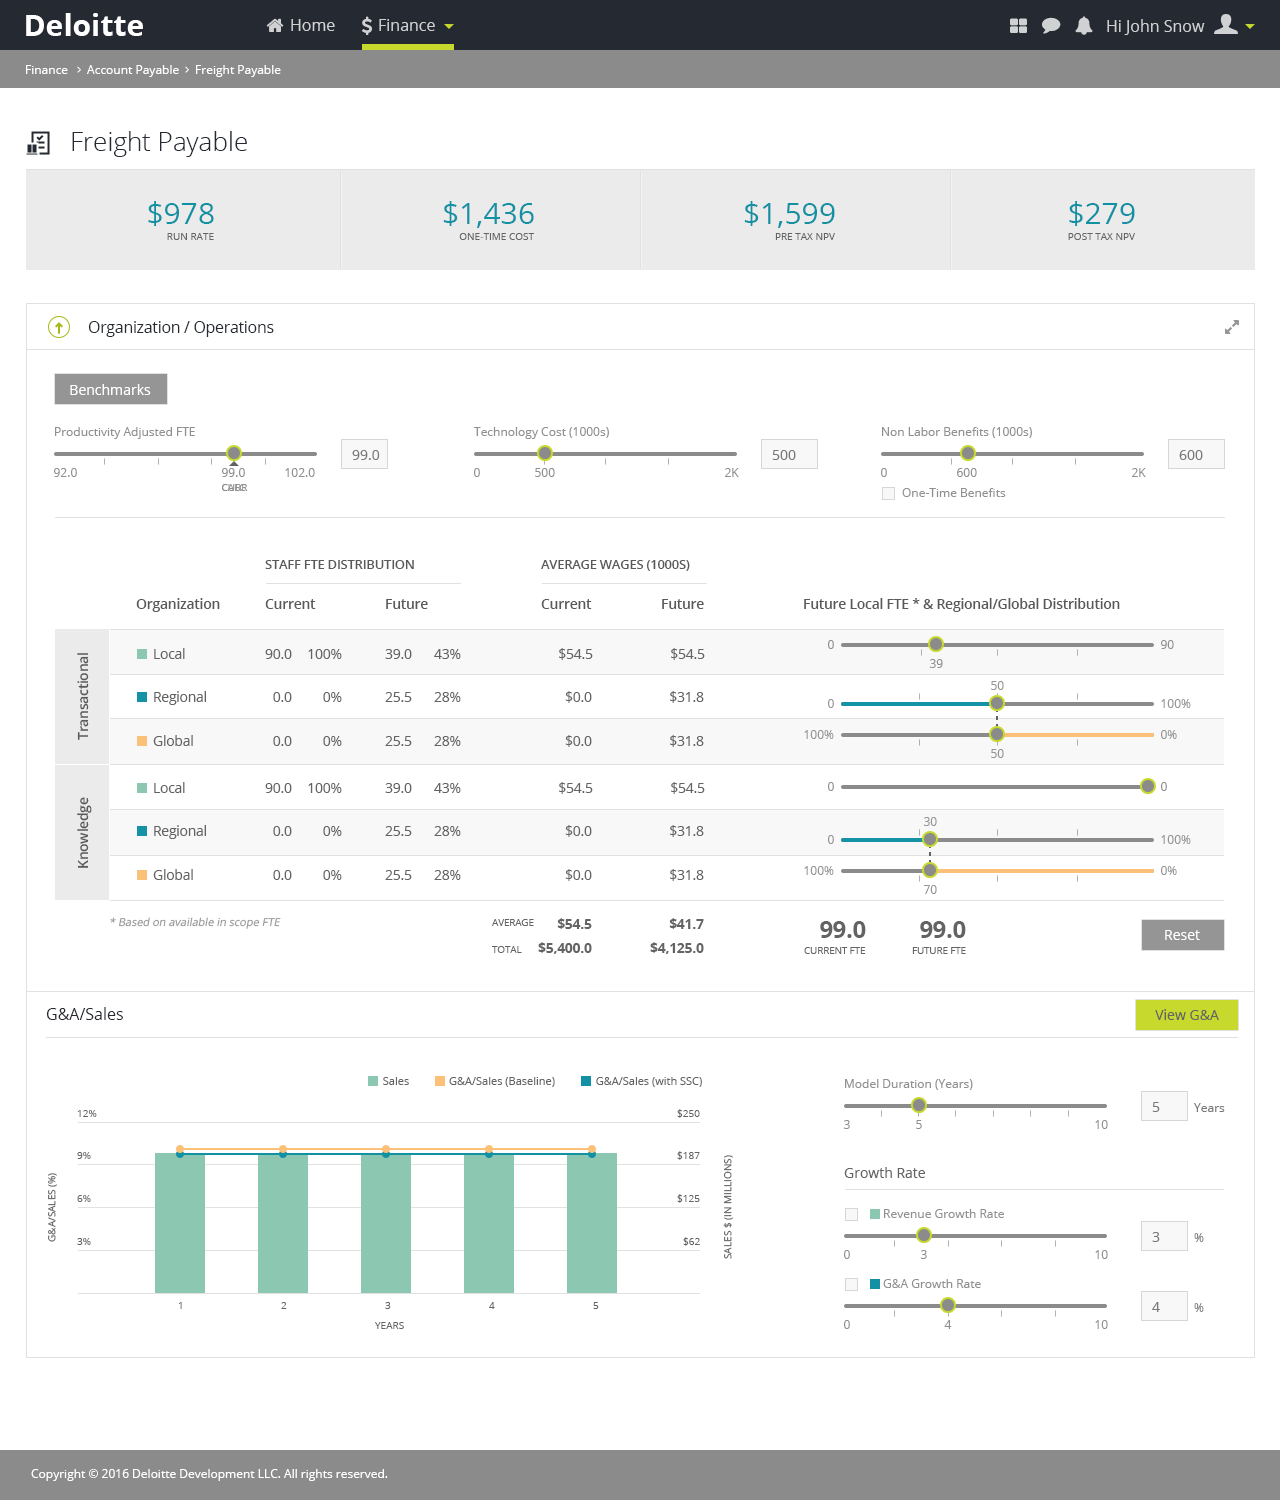 Deloitte
Home
$ Finance
Hi John Snow
Finance > Account Payable > Freight Payable
Freight Payable
$978
RUN RATE
$1,436
ONE-TIME COST
$1,599
PRE TAX NPV
$279
POST TAX NPV
Organization / Operations
Benchmarks
Productivity Adjusted FTE
99.0
92.0 99.0 102.0
Technology Cost (1000s)
500
0 500 2K
Non Labor Benefits (1000s)
600
0 600 2K
One-Time Benefits
STAFF FTE DISTRIBUTION
AVERAGE WAGES (1000S)
Organization Current Future Current Future Future Local FTE * & Regional/Global Distribution
Transactional
Local 90.0 100% 39.0 43% $54.5 $54.5 0 90
39
Regional 0.0 0% 25.5 28% $0.0 $31.8
50
0 100%
Global 0.0 0% 25.5 28% $0.0 $31.8 100% 0%
50
Knowledge
Local 90.0 100% 39.0 43% $54.5 $54.5 0 0
Regional 0.0 0% 25.5 28% $0.0 $31.8
30
0 100%
Global 0.0 0% 25.5 28% $0.0 $31.8 100% 0%
70
* Based on available in scope FTE
AVERAGE $54.5 $41.7
TOTAL $5,400.0 $4,125.0
99.0
CURRENT FTE
99.0
FUTURE FTE
Reset
G&A/Sales
View G&A
Sales G&A/Sales (Baseline) G&A/Sales (with SSC)
12% $250
9% $187
6% $125
3% $62
G&A/SALES (%)
SALES $ (IN MILLIONS)
1 2 3 4 5
YEARS
Model Duration (Years)
5 Years
3 5 10
Growth Rate
Revenue Growth Rate
3 %
0 3 10
G&A Growth Rate
4 %
0 4 10
Copyright © 2016 Deloitte Development LLC. All rights reserved.